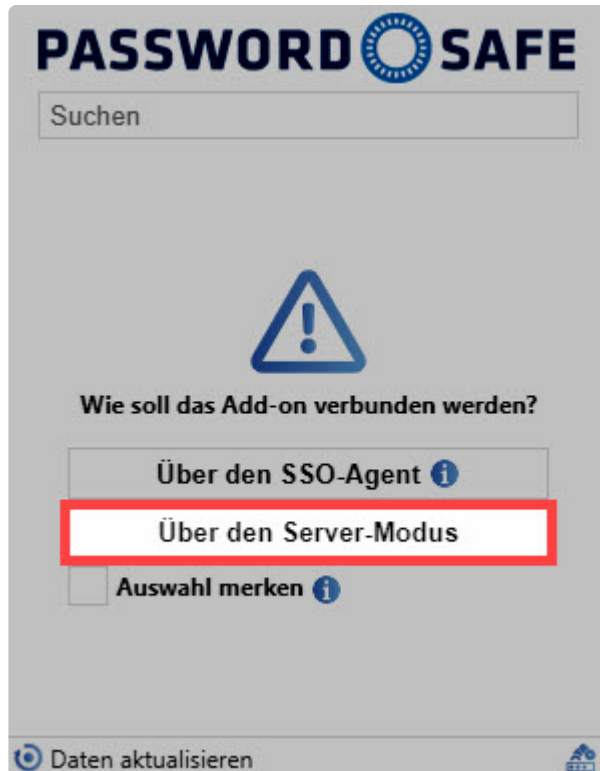 PASSWORD SAFE
Suchen
Wie soll das Add-on verbunden werden?
Über den SSO-Agent
Über den Server-Modus
Auswahl merken
Daten aktualisieren